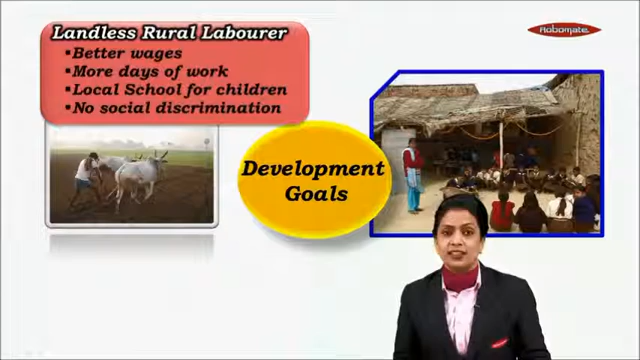 Landless Rural Labourer
▪Better wages
▪More days of work
▪Local School for children
▪No social discrimination
Robomate
Development
Goals